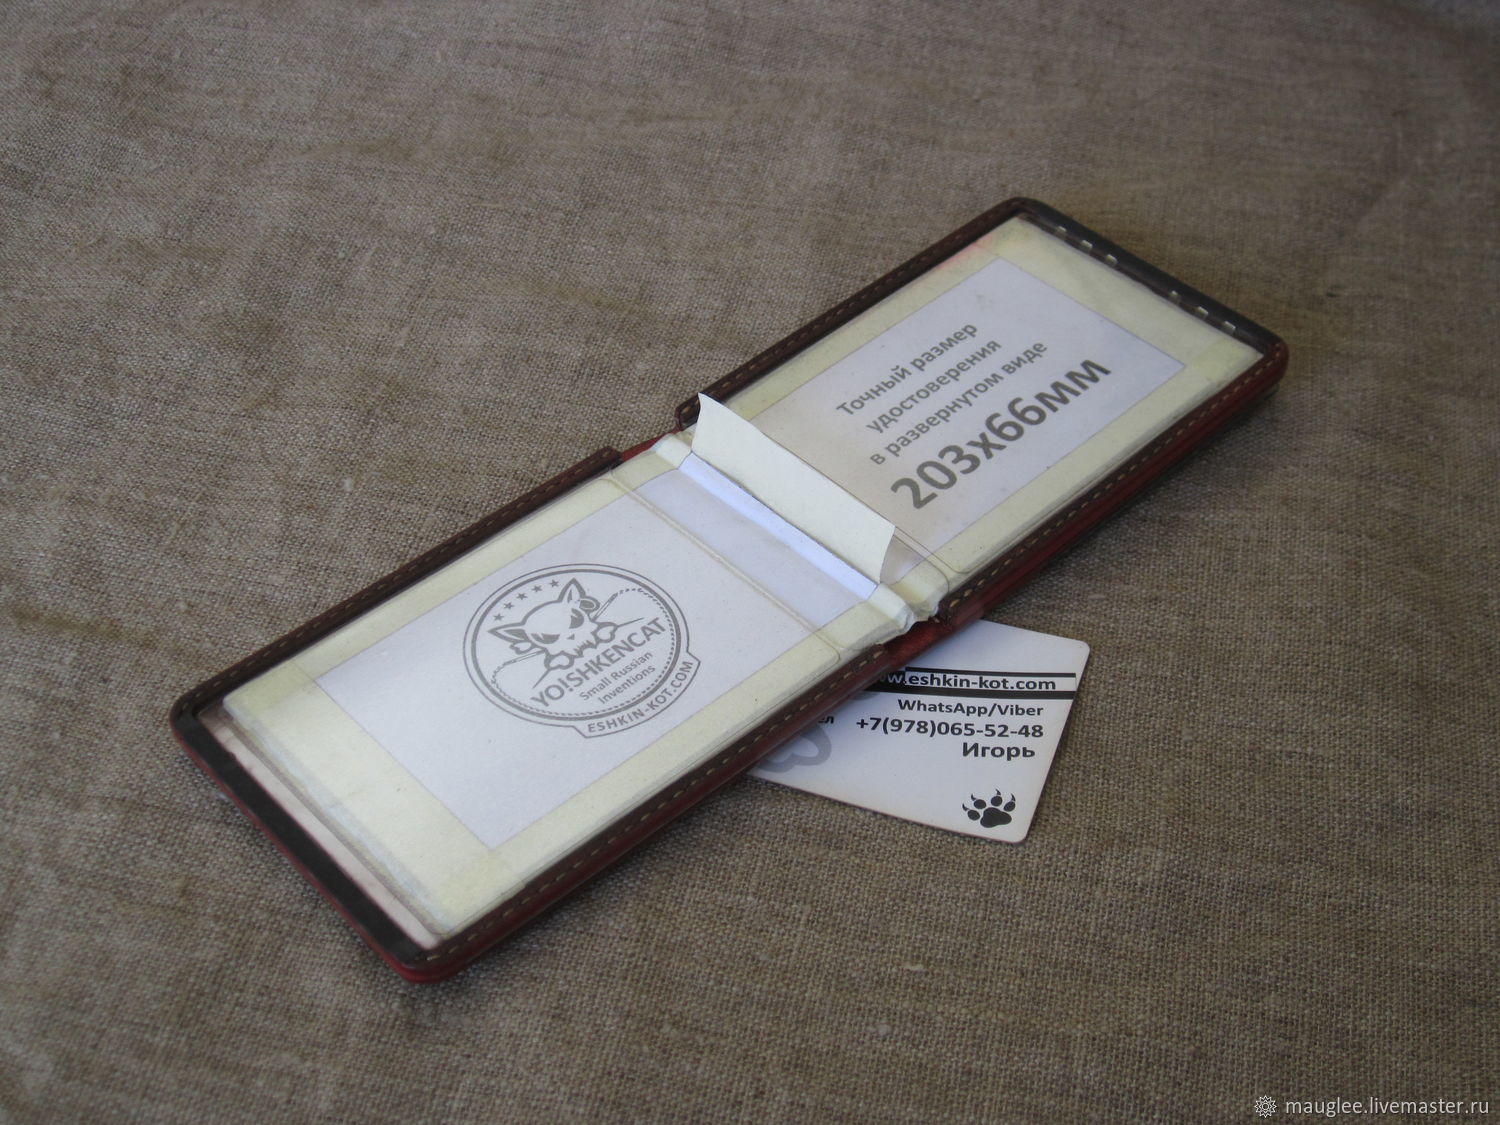 Точный размер
удостоверения
в развернутом виде
203х66мм
YO!SHKENCAT
Small Russian
Inventions
ESHKIN-KOT.COM
eshkin-kot.com
WhatsApp/Viber
+7(978)065-52-48
Игорь
mauglee.livemaster.ru